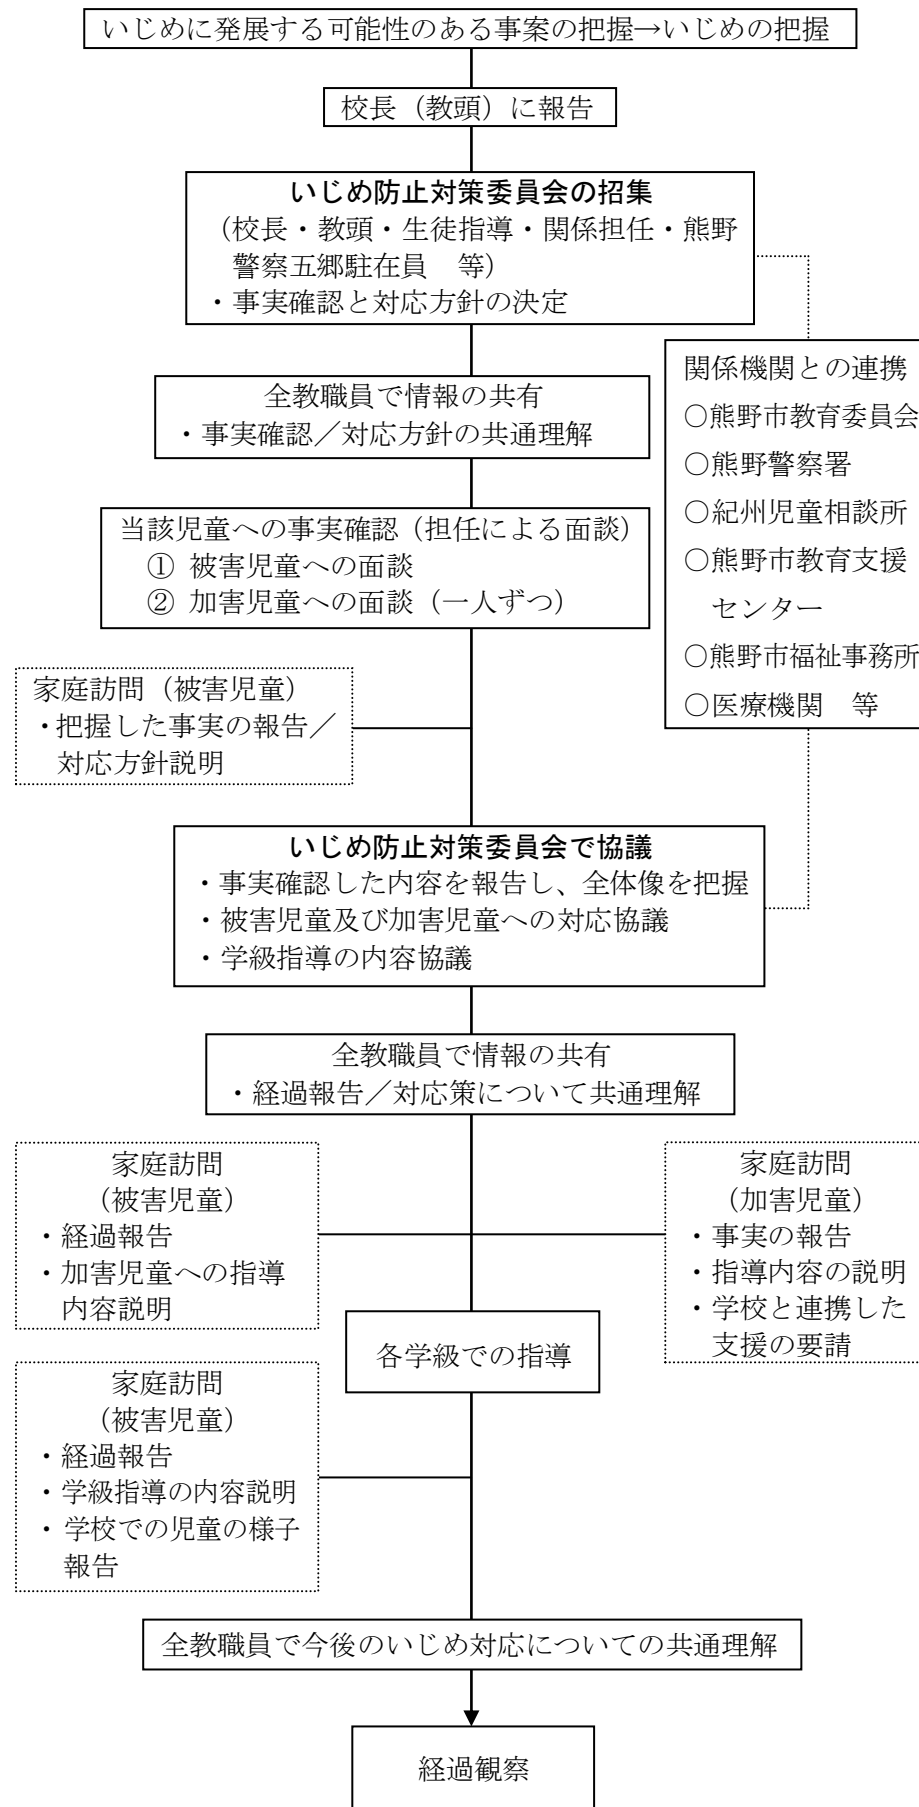 いじめに発展する可能性のある事案の把握→いじめの把握
校長（教頭）に報告
いじめ防止対策委員会の招集
（校長・教頭・生徒指導・関係担任・熊野
警察五郷駐在員　等）
・事実確認と対応方針の決定
関係機関との連携
○熊野市教育委員会
○熊野警察署
○紀州児童相談所
○熊野市教育支援
センター
○熊野市福祉事務所
○医療機関　等
全教職員で情報の共有
・事実確認／対応方針の共通理解
当該児童への事実確認（担任による面談）
① 被害児童への面談
② 加害児童への面談（一人ずつ）
家庭訪問（被害児童）
・把握した事実の報告／
対応方針説明
いじめ防止対策委員会で協議
・事実確認した内容を報告し、全体像を把握
・被害児童及び加害児童への対応協議
・学級指導の内容協議
全教職員で情報の共有
・経過報告／対応策について共通理解
家庭訪問
（被害児童）
・経過報告
・加害児童への指導
内容説明
家庭訪問
（加害児童）
・事実の報告
・指導内容の説明
・学校と連携した
支援の要請
各学級での指導
家庭訪問
（被害児童）
・経過報告
・学級指導の内容説明
・学校での児童の様子
報告
全教職員で今後のいじめ対応についての共通理解
経過観察